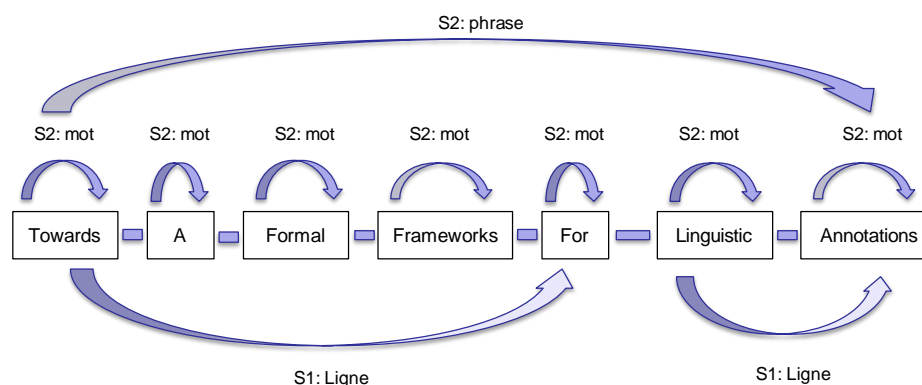 S2: phrase
S2: mot S2: mot S2: mot S2: mot S2: mot S2: mot S2: mot
Towards A Formal Frameworks For Linguistic Annotations
S1: Ligne
S1: Ligne